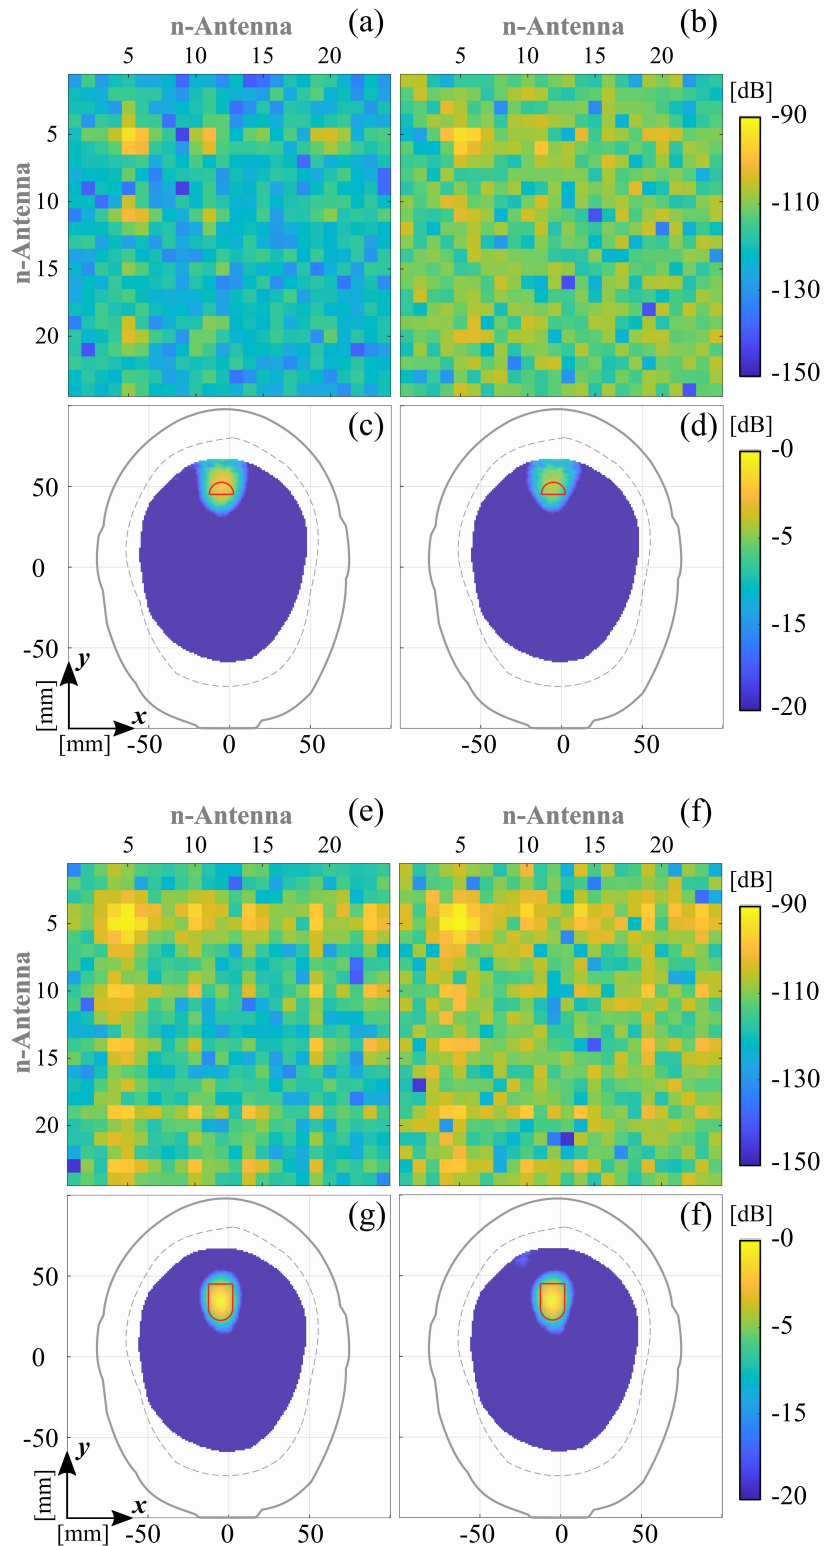 n-Antenna (a) (b) n-Antenna
5 10 15 20 5 10 15 20
[dB]
-90
-110
-130
-150
n-Antenna
5
10
15
20
(c) (d)
[dB]
-0
-5
-15
-20
50
0
-50
y
[mm]
x
[mm] -50 0 50 -50 0 50
n-Antenna (e) n-Antenna (f)
5 10 15 20 5 10 15 20
[dB]
-90
-110
-130
-150
n-Antenna
5
10
15
20
(g) (f)
[dB]
-0
-5
-15
-20
50
0
-50
y
[mm]
x
[mm] -50 0 50 -50 0 50